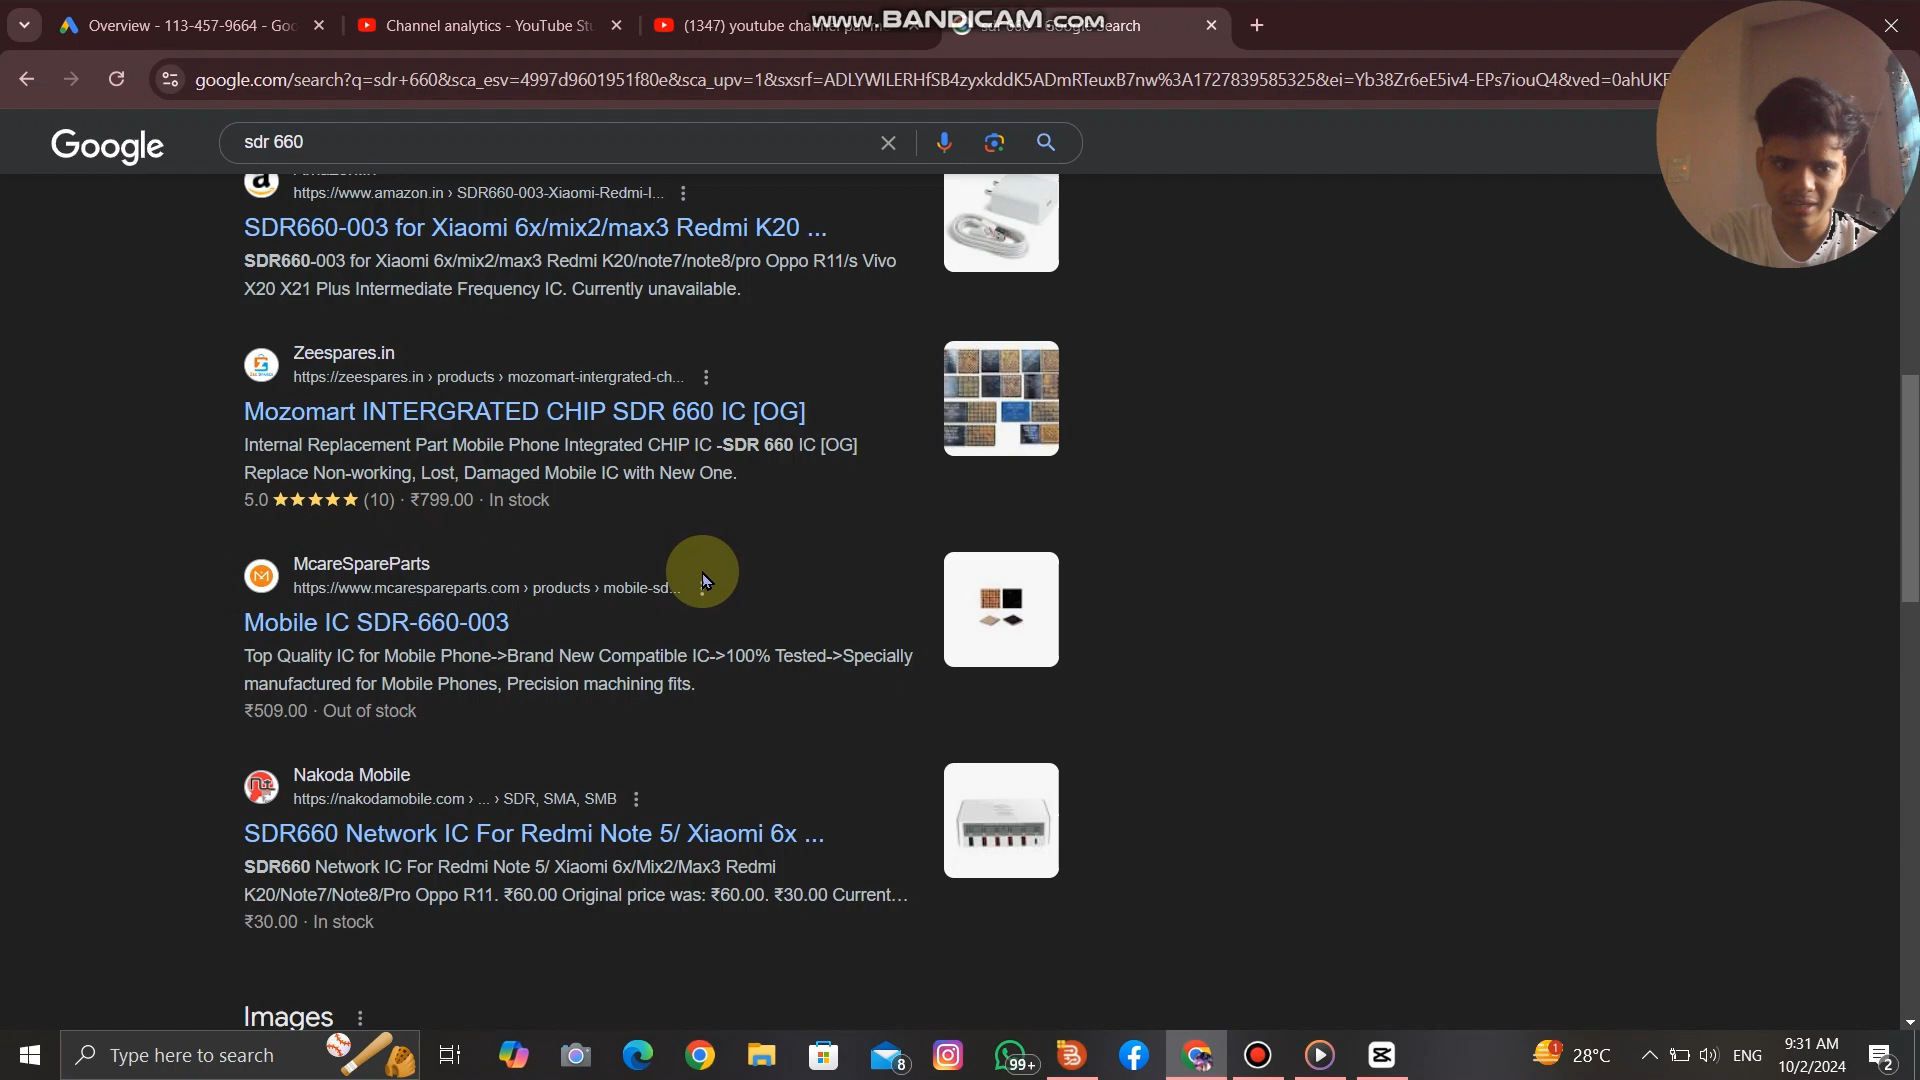 Overview - 113-457-9664 - Goo
Channel analytics - YouTube Stu
(1347) youtube channel par
www.BANDICAM.com
Google Search
google.com/search?q=sdr+660&sca_esv=4997d9601951f80e&sca_upv=1&sxsrf=ADLYWILERHfSB4zyxkddK5ADmRTeuxB7nw%3A1727839585325&ei=Yb38Zr6eE5iv4-EPs7iouQ4&ved=0ahUKE
Google
sdr 660
https://www.amazon.in › SDR660-003-Xiaomi-Redmi-I...
SDR660-003 for Xiaomi 6x/mix2/max3 Redmi K20 ...
SDR660-003 for Xiaomi 6x/mix2/max3 Redmi K20/note7/note8/pro Oppo R11/s Vivo
X20 X21 Plus Intermediate Frequency IC. Currently unavailable.
Zeespares.in
https://zeespares.in › products › mozomart-intergrated-ch...
Mozomart INTERGRATED CHIP SDR 660 IC [OG]
Internal Replacement Part Mobile Phone Integrated CHIP IC -SDR 660 IC [OG]
Replace Non-working, Lost, Damaged Mobile IC with New One.
5.0 ★★★★★ (10) · ₹799.00 · In stock
McareSpareParts
https://www.mcarespareparts.com › products › mobile-sd...
Mobile IC SDR-660-003
Top Quality IC for Mobile Phone->Brand New Compatible IC->100% Tested->Specially
manufactured for Mobile Phones, Precision machining fits.
₹509.00 · Out of stock
Nakoda Mobile
https://nakodamobile.com › ... › SDR, SMA, SMB
SDR660 Network IC For Redmi Note 5/ Xiaomi 6x ...
SDR660 Network IC For Redmi Note 5/ Xiaomi 6x/Mix2/Max3 Redmi
K20/Note7/Note8/Pro Oppo R11. ₹60.00 Original price was: ₹60.00. ₹30.00 Current...
₹30.00 · In stock
Images
Type here to search
8
99+
1
28°C
ENG
9:31 AM
10/2/2024
2